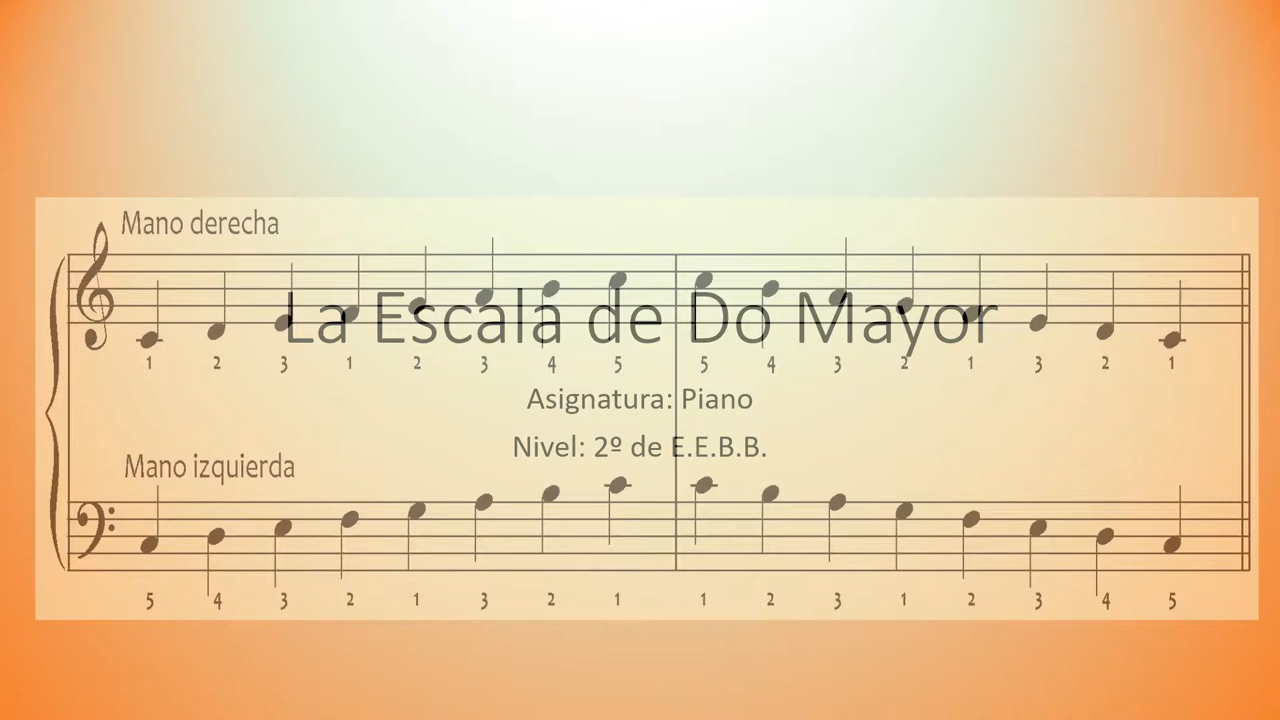 Mano derecha
La Escala de Do Mayor
1 2 3 1 2 3 4 5 5 4 3 2 1 3 2 1
Asignatura: Piano
Nivel: 2º de E.E.B.B.
Mano izquierda
5 4 3 2 1 3 2 1 1 2 3 1 2 3 4 5